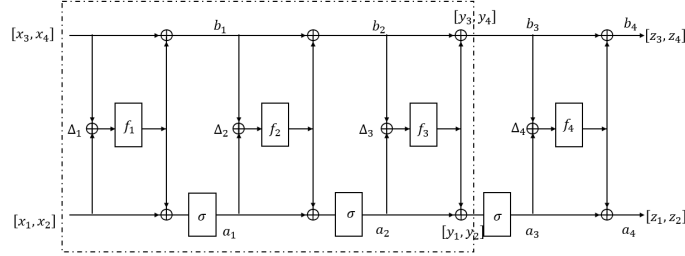 [y₃, y₄]
[x₃, x₄] b₁ b₂ b₃ b₄ [z₃, z₄]
Δ₁ f₁ Δ₂ f₂ Δ₃ f₃ Δ₄ f₄
σ σ σ
[x₁, x₂] a₁ a₂ [y₁, y₂] a₃ a₄ [z₁, z₂]